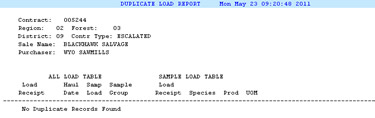 DUPLICATE LOAD REPORT Mon May 23 09:20:48 2011
Contract: 005244
Region: 02 Forest: 03
District: 09 Contr Type: ESCALATED
Sale Name: BLACKHAWK SALVAGE
Purchaser: WYO SAWMILLS
ALL LOAD TABLE SAMPLE LOAD TABLE
Load Haul Samp Sample Load
Receipt Date Load Group Receipt Species Prod UOM
No Duplicate Records Found